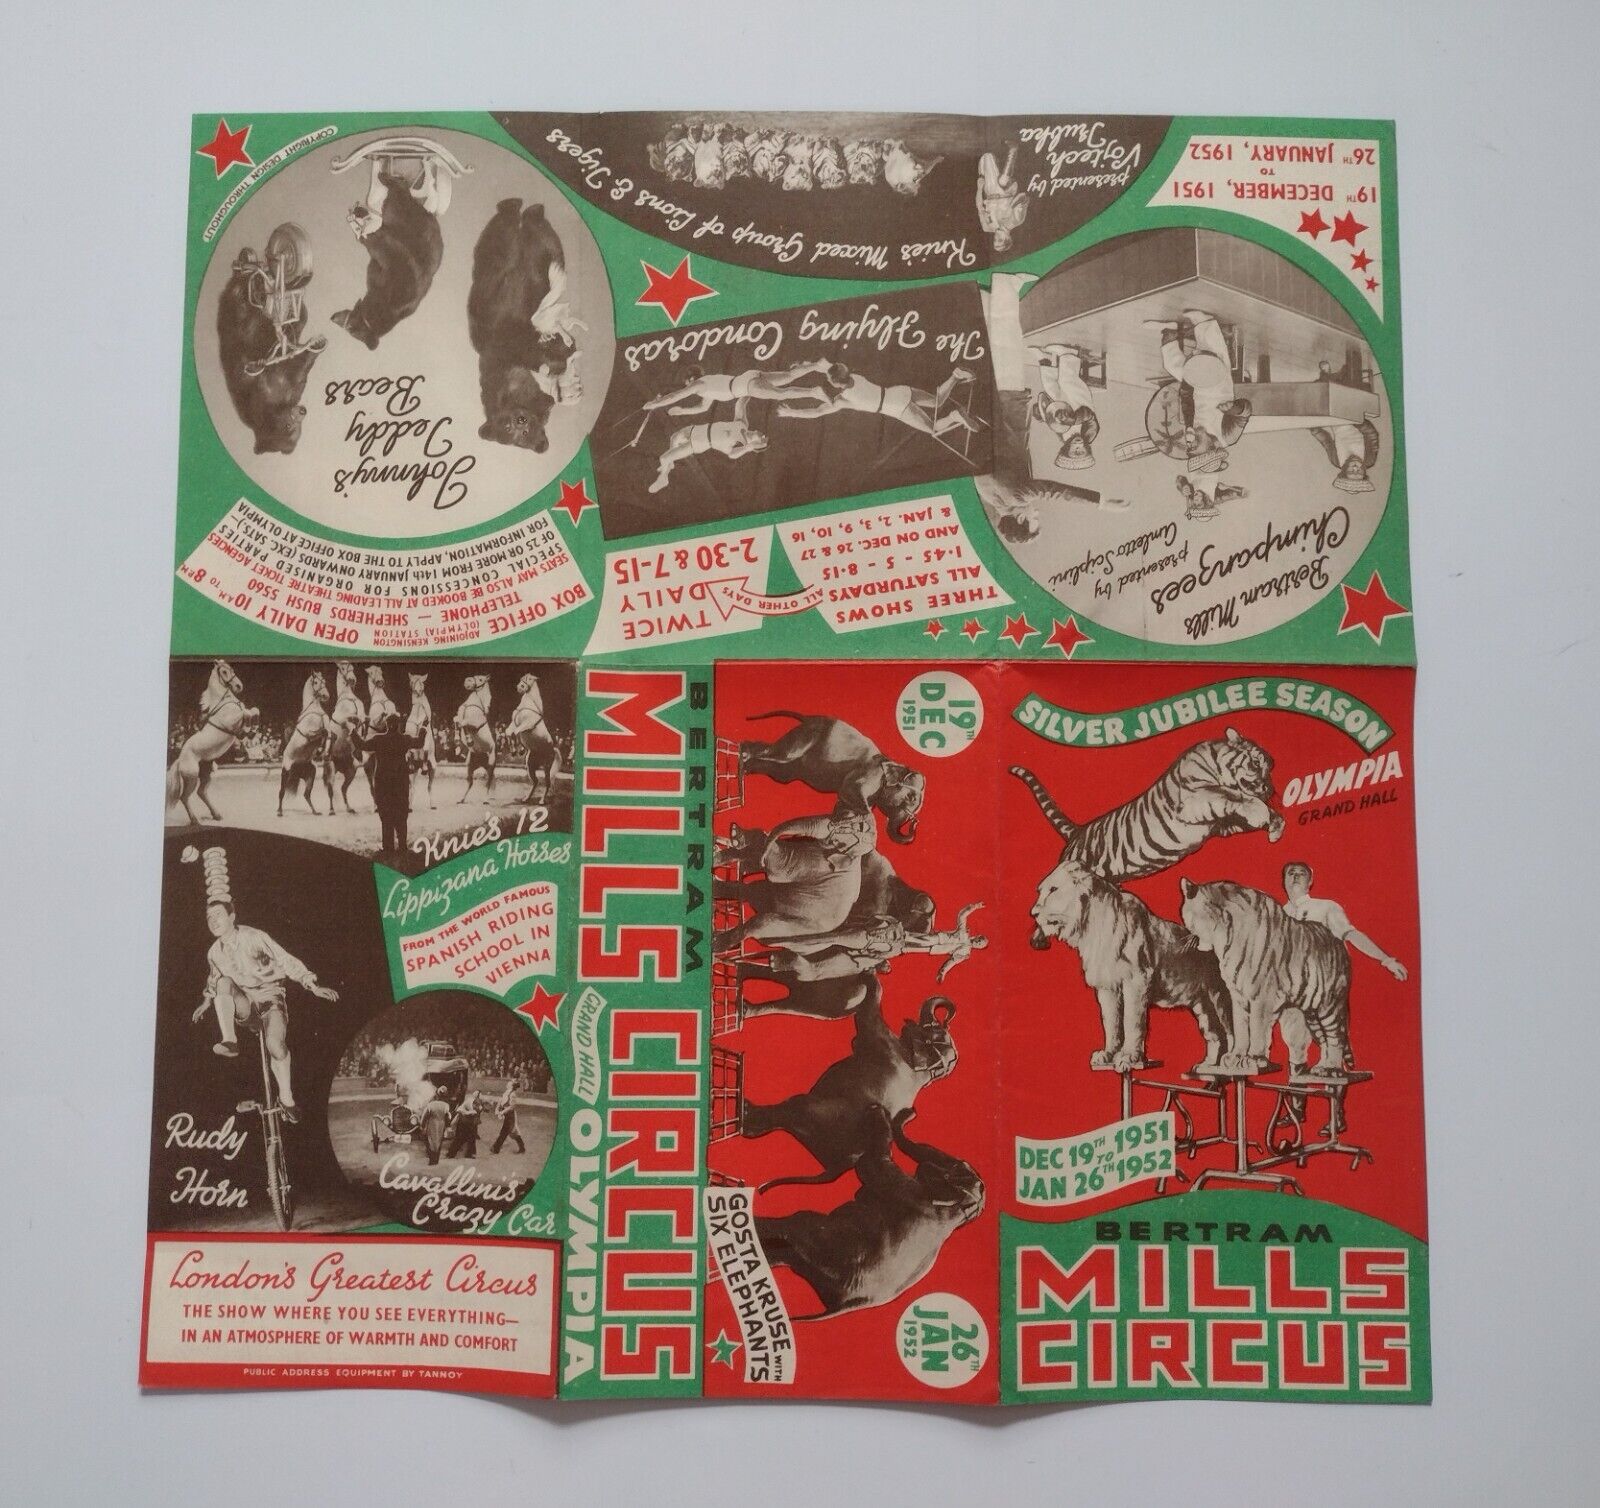 SILVER JUBILEE SEASON
OLYMPIA
GRAND HALL
DEC 19TH 1951
TO
JAN 26TH 1952
BERTRAM
MILLS
CIRCUS
BERTRAM
MILLS CIRCUS
GRAND HALL OLYMPIA
19TH
DEC
1951
GOSTA KRUSE WITH
SIX ELEPHANTS
26TH
JAN
1952
Knie's 12
Lippizana Horses
FROM THE WORLD FAMOUS
SPANISH RIDING
SCHOOL IN
VIENNA
Rudy
Horn
Cavallini's
Crazy Car
London's Greatest Circus
THE SHOW WHERE YOU SEE EVERYTHING—
IN AN ATMOSPHERE OF WARMTH AND COMFORT
PUBLIC ADDRESS EQUIPMENT BY TANNOY
Bertram Mills
Chimpanzees
presented by
Amletto Sciplini
19TH DECEMBER, 1951
TO
26TH JANUARY, 1952
THREE SHOWS
ALL SATURDAYS
1-45 - 5 - 8-15
AND ON DEC. 26 & 27
& JAN. 2, 3, 9, 10, 16
ALL OTHER DAYS
TWICE
DAILY
2-30 & 7-15
The Flying Condoras
Knie's Mixed Group of Lions & Tigers
presented by
Vojtech
Trubka
BOX OFFICE ADJOINING KENSINGTON (OLYMPIA) STATION OPEN DAILY 10 AM TO 8 PM
TELEPHONE — SHEPHERDS BUSH 5560
SEATS MAY ALSO BE BOOKED AT ALL LEADING THEATRE TICKET AGENCIES
SPECIAL CONCESSIONS FOR ORGANISED PARTIES
OF 25 OR MORE FROM 14th JANUARY ONWARDS (EXC. SATS.)—
FOR INFORMATION, APPLY TO THE BOX OFFICE AT OLYMPIA
Johnny's
Teddy
Bears
COPYRIGHT DESIGN THROUGHOUT